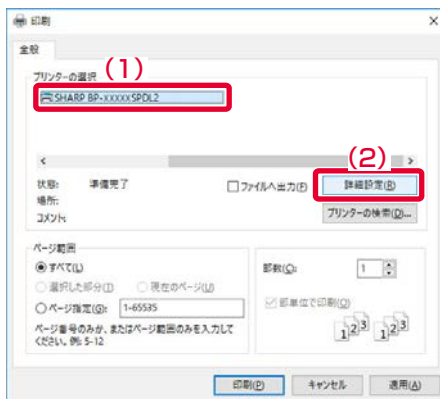 印刷
全般
プリンターの選択
(1)
SHARP BP-xxxxxSPDL2
(2)
状態: 準備完了
場所:
コメント:
ファイルへ出力(F)
詳細設定(R)
プリンターの検索(D)...
ページ範囲
すべて(L)
選択した部分(T)
現在のページ(U)
ページ指定(G): 1-65535
ページ番号のみか、またはページ範囲のみを入力して
ください。例: 5-12
部数(C): 1
部単位で印刷(O)
1 2 3 1 2 3
印刷(P)
キャンセル
適用(A)